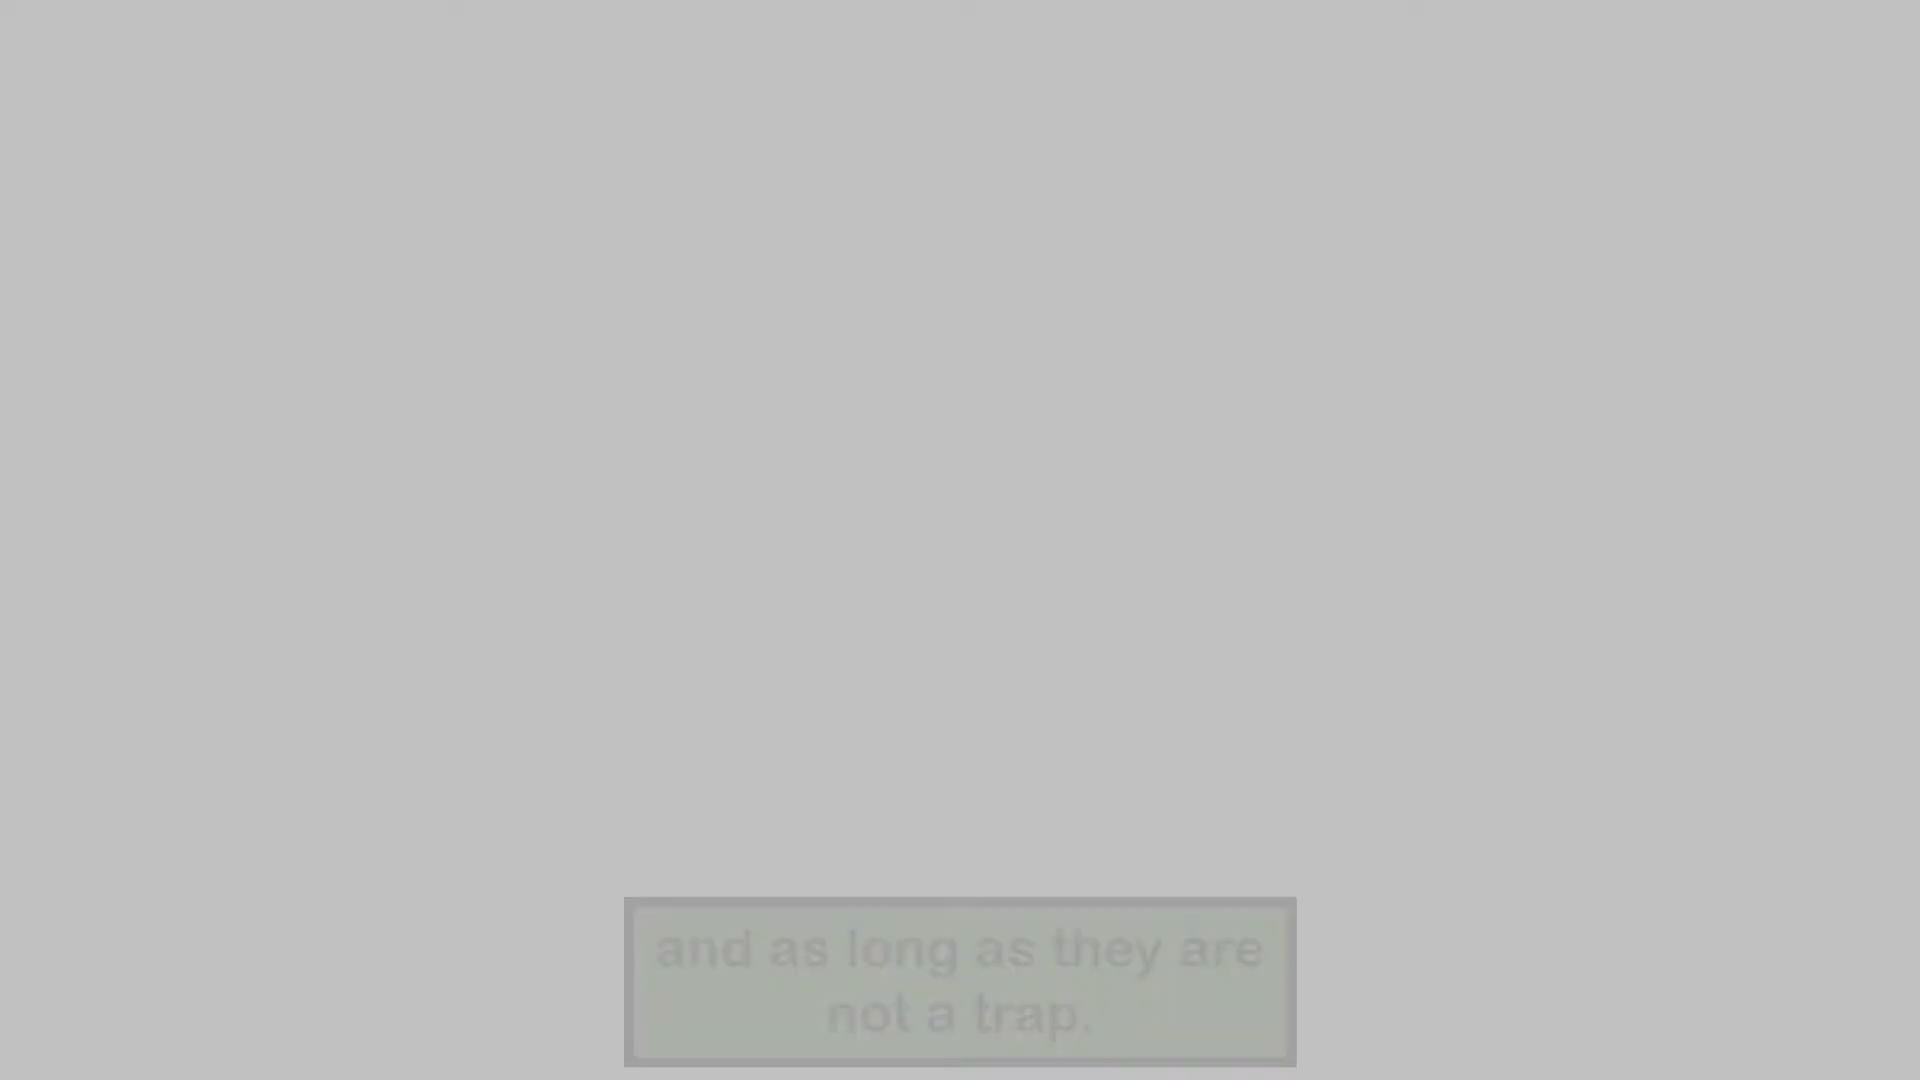 and as long as they are
not a trap.